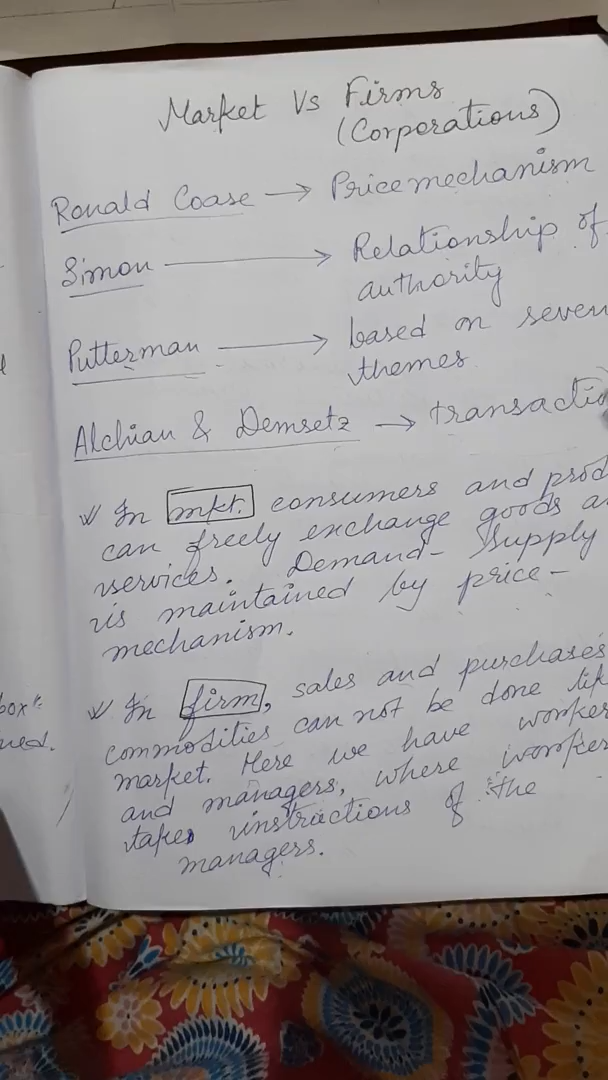 Market Vs Firms
(Corporations)
Ronald Coase → Price mechanism
Simon → Relationship of
authority
Putterman → based on seven
themes
Alchian & Demsetz → transactio
In mkt. consumers and prod
can freely exchange goods a
services. Demand- Supply
is maintained by price-
mechanism.
In firm, sales and purchases
commodities can not be done lik
market. Here we have worker
and managers, where worker
takes instructions of the
managers.
box"
ned.